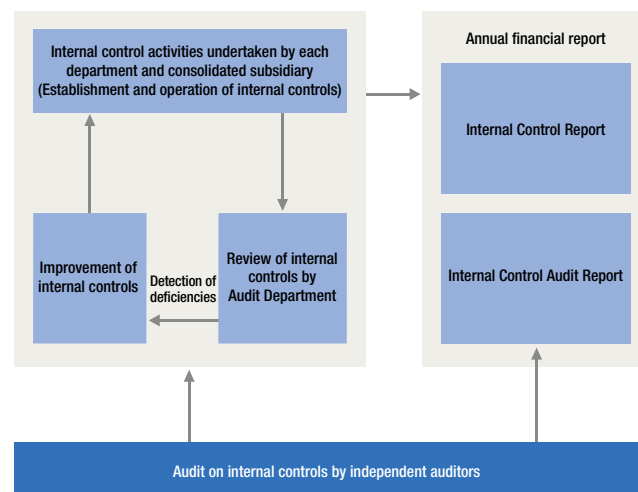 Internal control activities undertaken by each
department and consolidated subsidiary
(Establishment and operation of internal controls)
Improvement of
internal controls
Detection of
deficiencies
Review of internal
controls by
Audit Department
Annual financial report
Internal Control Report
Internal Control Audit Report
Audit on internal controls by independent auditors